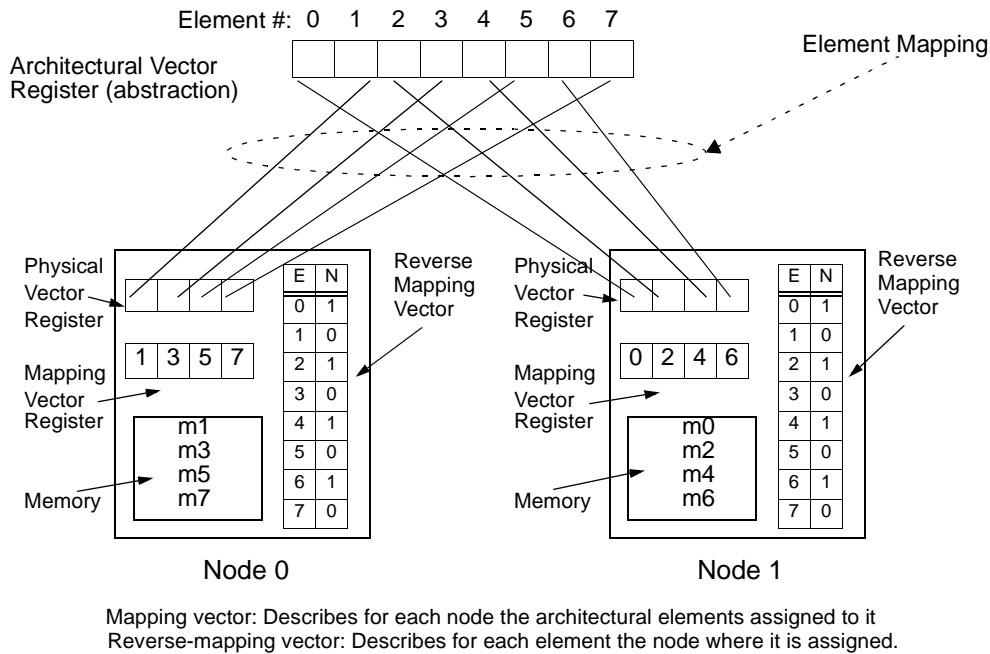 Element #: 0 1 2 3 4 5 6 7
Element Mapping
Architectural Vector
Register (abstraction)
Physical
Vector
Register
Mapping
Vector
Register
Memory
1 3 5 7
m1
m3
m5
m7
E N
0 1
1 0
2 1
3 0
4 1
5 0
6 1
7 0
Reverse
Mapping
Vector
Node 0
Physical
Vector
Register
Mapping
Vector
Register
Memory
0 2 4 6
m0
m2
m4
m6
E N
0 1
1 0
2 1
3 0
4 1
5 0
6 1
7 0
Reverse
Mapping
Vector
Node 1
Mapping vector: Describes for each node the architectural elements assigned to it
Reverse-mapping vector: Describes for each element the node where it is assigned.